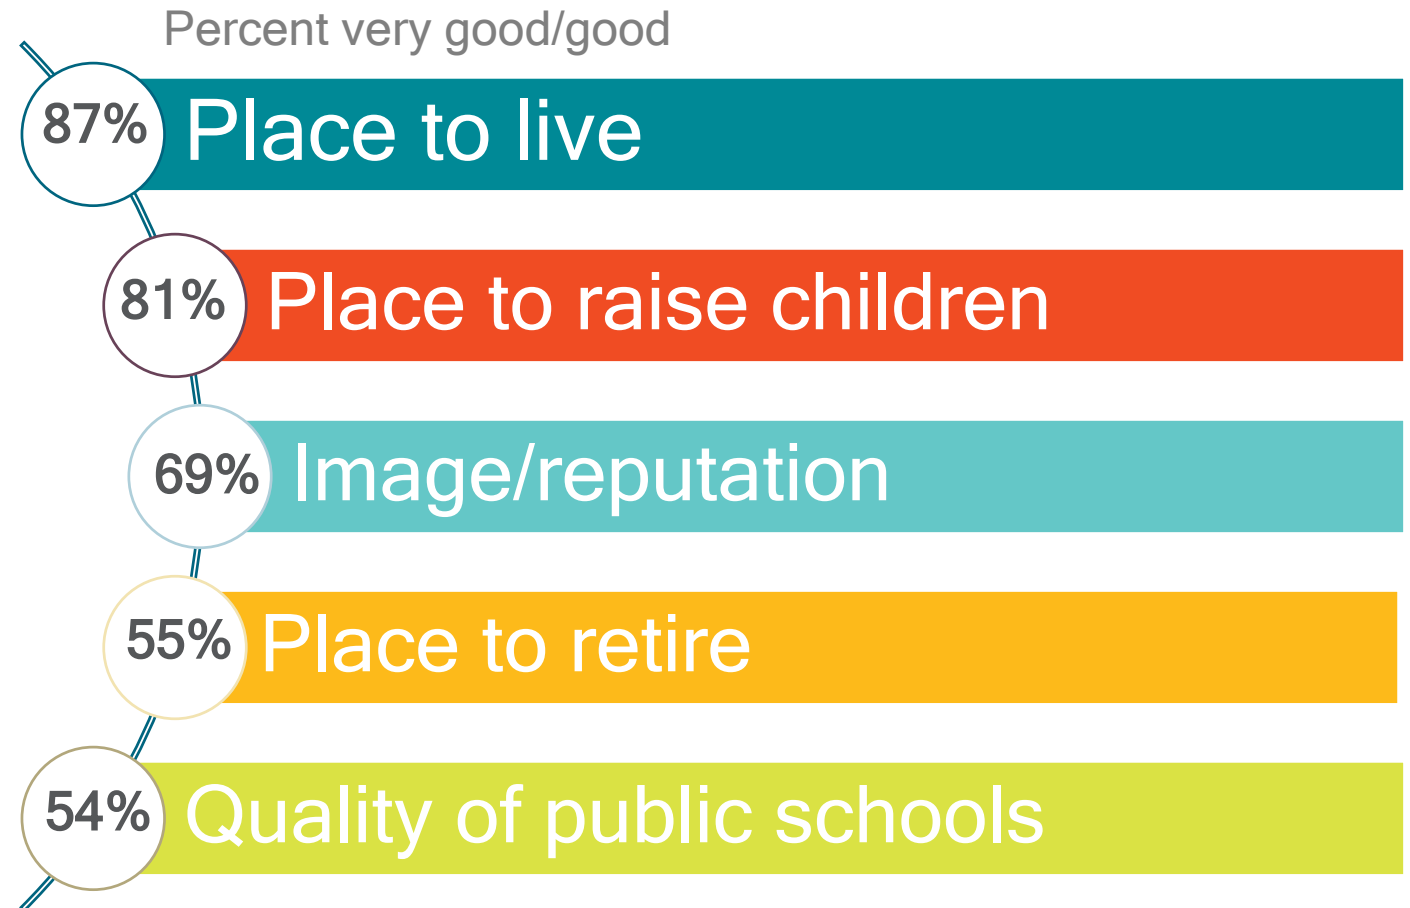 Percent very good/good
87% Place to live
81% Place to raise children
69% Image/reputation
55% Place to retire
54% Quality of public schools